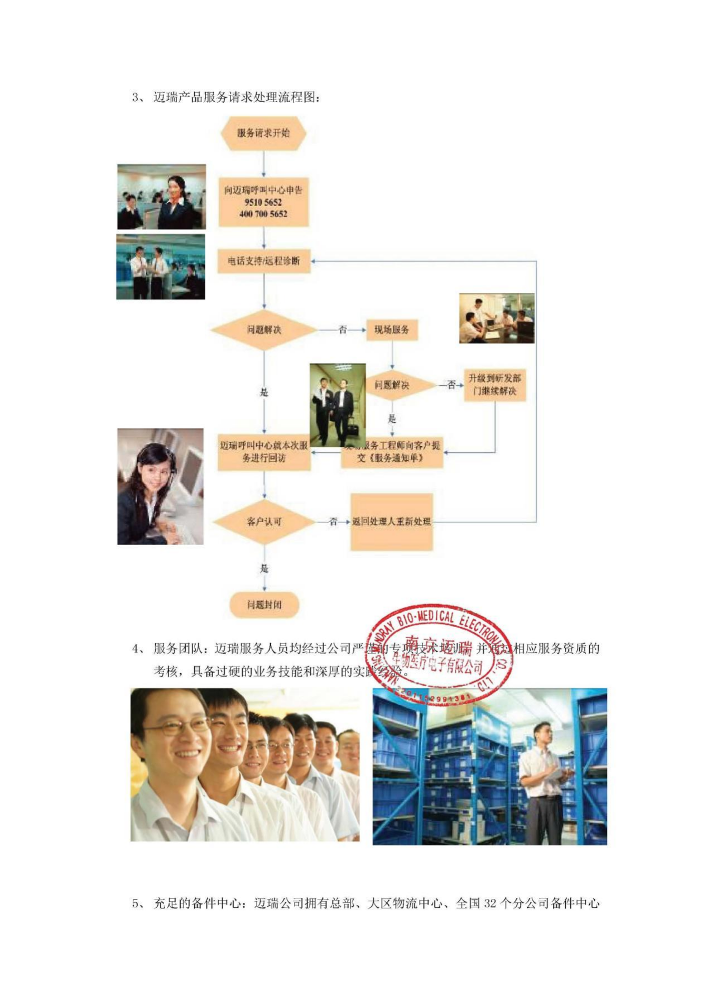 3、 迈瑞产品服务请求处理流程图：
服务请求开始
向迈瑞呼叫中心申告
9510 5652
400 700 5652
电话支持/远程诊断
问题解决
否
现场服务
是
问题解决
否
升级到研发部
门继续解决
是
迈瑞呼叫中心就本次服
务进行回访
服务工程师向客户提
交《服务通知单》
客户认可
否
返回处理人重新处理
是
问题封闭
NANJING MINDRAY BIO-MEDICAL ELECTRONICS CO., LTD.
南京迈瑞
生物医疗电子有限公司
3201152991381
4、 服务团队：迈瑞服务人员均经过公司严谨的专项技术培训，并通过相应服务资质的
考核，具备过硬的业务技能和深厚的实践经验。
D-E
5、 充足的备件中心：迈瑞公司拥有总部、大区物流中心、全国 32 个分公司备件中心